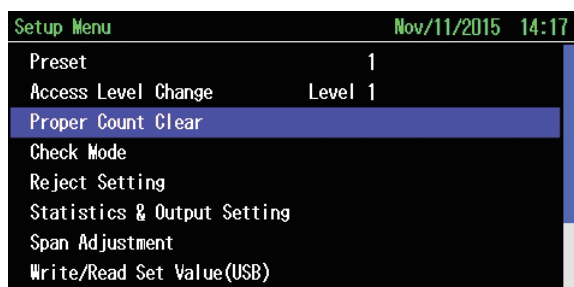 Setup Menu Nov/11/2015 14:17
Preset 1
Access Level Change Level 1
Proper Count Clear
Check Mode
Reject Setting
Statistics & Output Setting
Span Adjustment
Write/Read Set Value(USB)